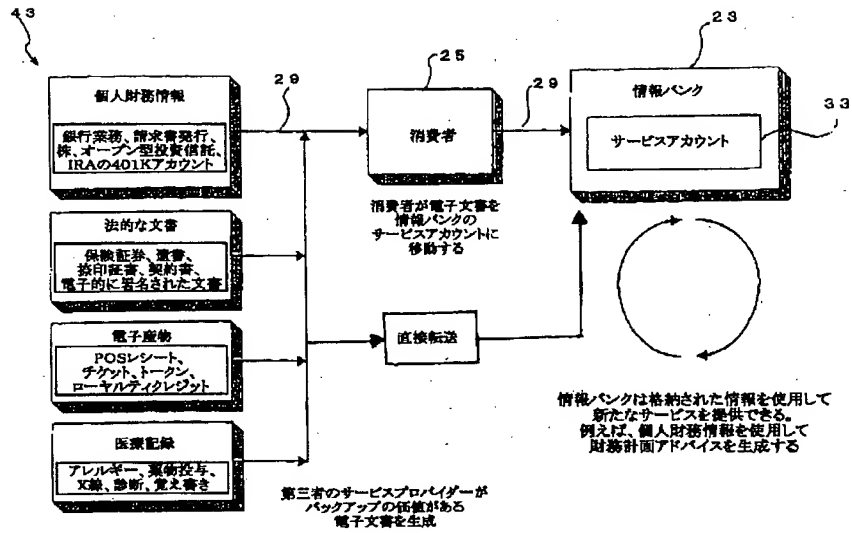 43
個人財務情報
銀行業務、請求書発行、
株、オープン型投資信託、
IRAの401Kアカウント
29
25
消費者
29
23
情報バンク
サービスアカウント
33
消費者が電子文書を
情報バンクの
サービスアカウントに
移動する
法的な文書
保険証券、遺書、
捺印証書、契約書、
電子的に署名された文書
電子産物
POSレシート、
チケット、トークン、
ローヤルティクレジット
直接転送
医療記録
アレルギー、薬物投与、
X線、診断、覚え書き
第三者のサービスプロバイダーが
バックアップの価値がある
電子文書を生成
情報バンクは格納された情報を使用して
新たなサービスを提供できる。
例えば、個人財務情報を使用して
財務計画アドバイスを生成する